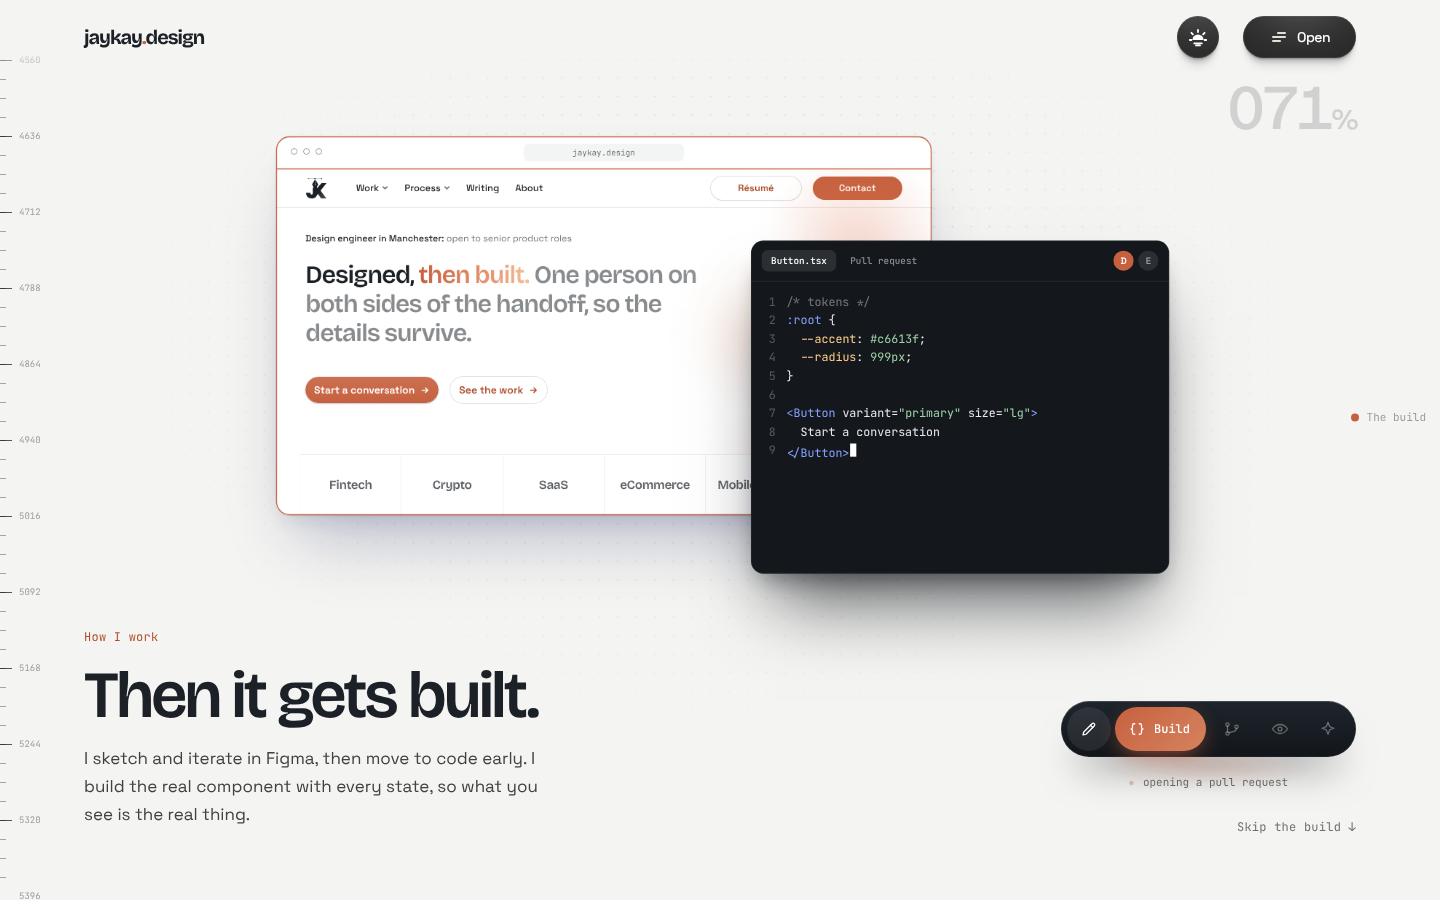 jaykay.design
Open
071%
4560
4636
4712
4788
4864
4940
5016
5092
5168
5244
5320
5396
jaykay.design
JK
Work
Process
Writing
About
Résumé
Contact
Design engineer in Manchester: open to senior product roles
Designed, then built. One person on
both sides of the handoff, so the
details survive.
Start a conversation →
See the work →
Fintech
Crypto
SaaS
eCommerce
Button.tsx
Pull request
D
E
1 /* tokens */
2 :root {
3 --accent: #c6613f;
4 --radius: 999px;
5 }
6
7 <Button variant="primary" size="lg">
8 Start a conversation
9 </Button>
The build
How I work
Then it gets built.
I sketch and iterate in Figma, then move to code early. I
build the real component with every state, so what you
see is the real thing.
{} Build
opening a pull request
Skip the build ↓